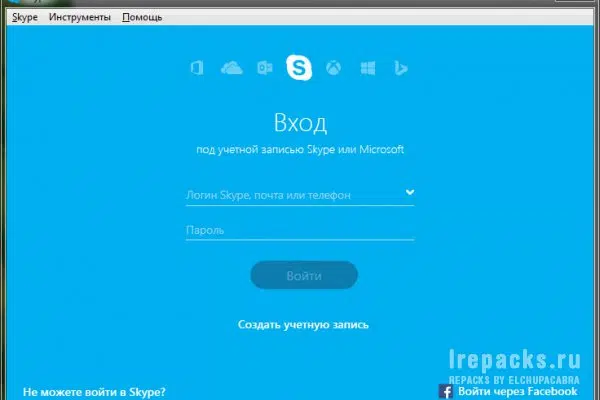 Skype Инструменты Помощь
Вход
под учетной записью Skype или Microsoft
Логин Skype, почта или телефон
Пароль
Войти
Создать учетную запись
1repacks.ru
REPACKS BY ELCHUPACABRA
Не можете войти в Skype?
Войти через Facebook